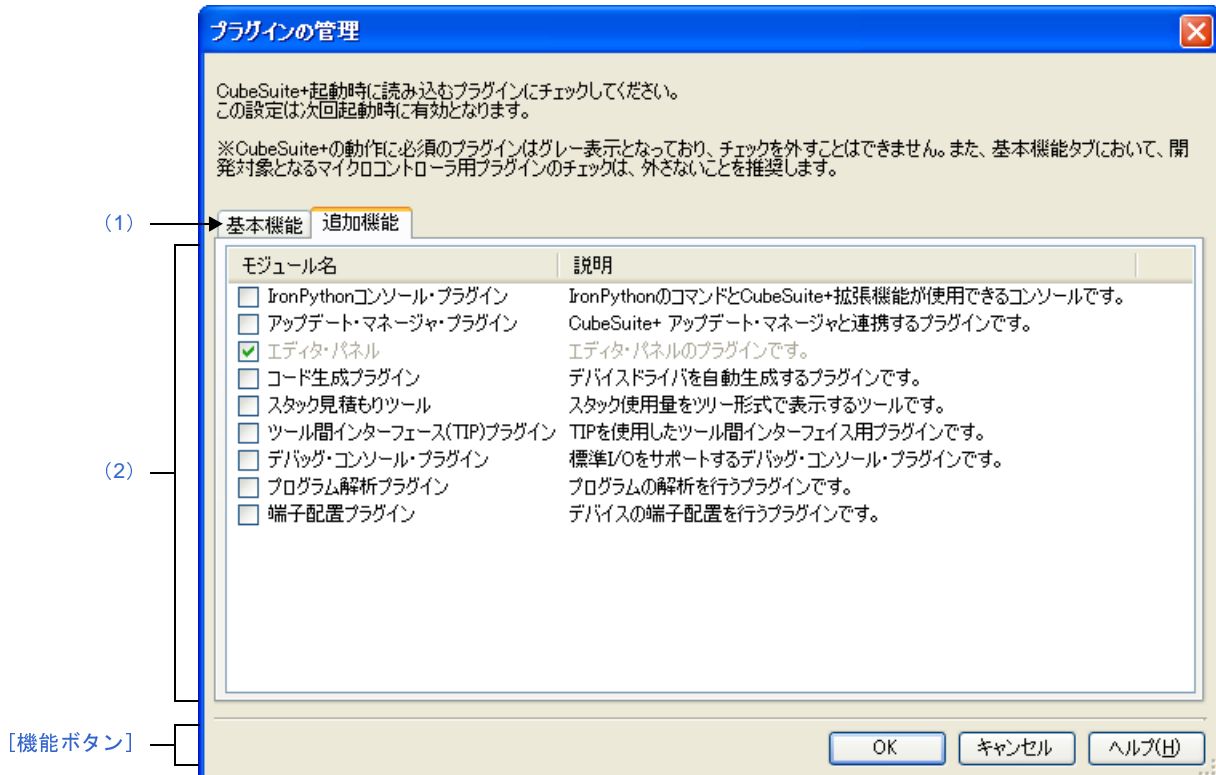 プラグインの管理
CubeSuite+起動時に読み込むプラグインにチェックしてください。
この設定は次回起動時に有効となります。
※CubeSuite+の動作に必須のプラグインはグレー表示となっており、チェックを外すことはできません。また、基本機能タブにおいて、開
発対象となるマイクロコントローラ用プラグインのチェックは、外さないことを推奨します。
(1)
基本機能 追加機能
モジュール名 説明
IronPythonコンソール・プラグイン IronPythonのコマンドとCubeSuite+拡張機能が使用できるコンソールです。
アップデート・マネージャ・プラグイン CubeSuite+ アップデート・マネージャと連携するプラグインです。
エディタ・パネル エディタ・パネルのプラグインです。
コード生成プラグイン デバイスドライバを自動生成するプラグインです。
スタック見積もりツール スタック使用量をツリー形式で表示するツールです。
ツール間インターフェース(TIP)プラグイン TIPを使用したツール間インターフェイス用プラグインです。
(2)
デバッグ・コンソール・プラグイン 標準I/Oをサポートするデバッグ・コンソール・プラグインです。
プログラム解析プラグイン プログラムの解析を行うプラグインです。
端子配置プラグイン デバイスの端子配置を行うプラグインです。
[機能ボタン]
OK キャンセル ヘルプ(H)